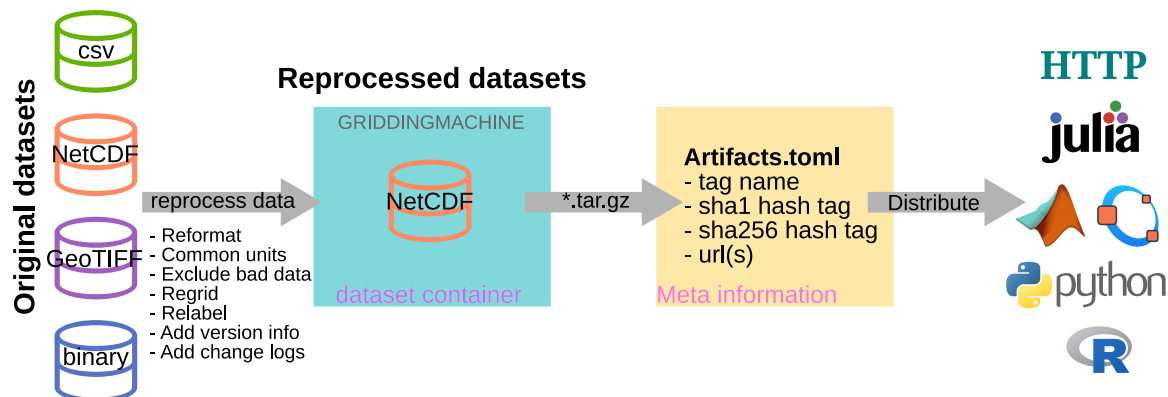 Original datasets
csv
NetCDF
GeoTIFF
binary
reprocess data
- Reformat
- Common units
- Exclude bad data
- Regrid
- Relabel
- Add version info
- Add change logs
Reprocessed datasets
GRIDDINGMACHINE
NetCDF
dataset container
*.tar.gz
Artifacts.toml
- tag name
- sha1 hash tag
- sha256 hash tag
- url(s)
Meta information
Distribute
HTTP
julia
python
R